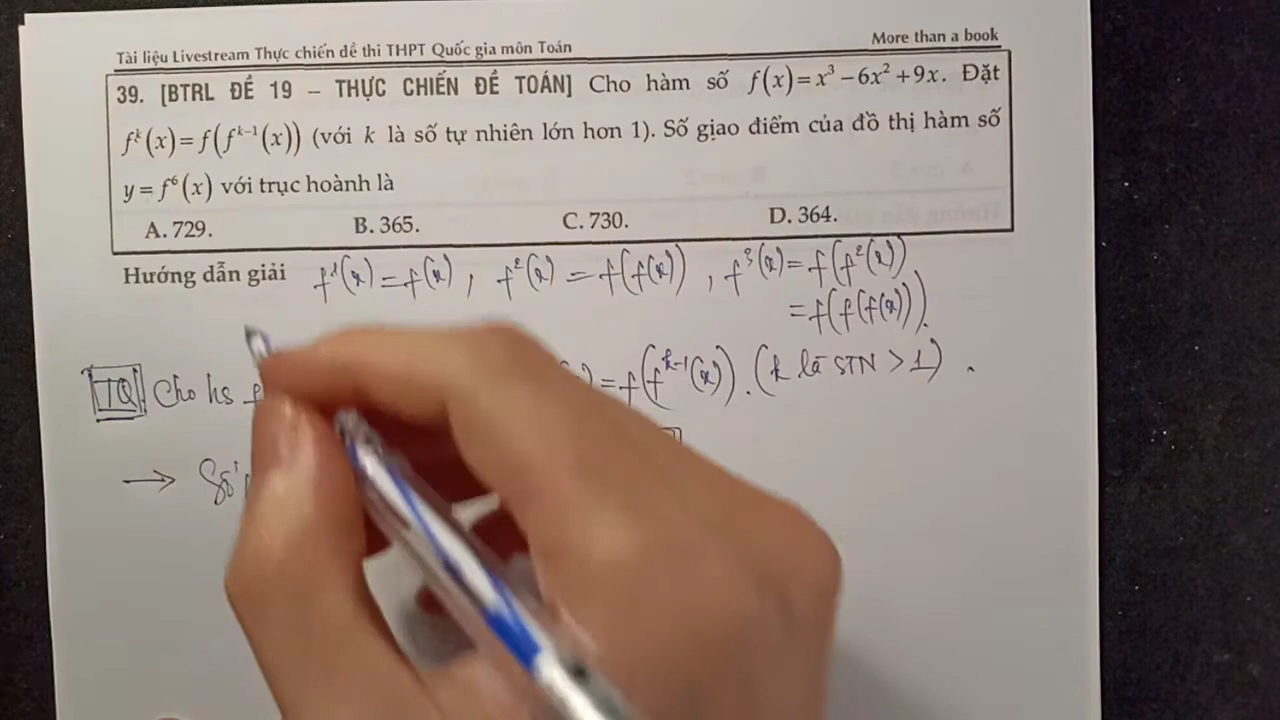 Tài liệu Livestream Thực chiến đề thi THPT Quốc gia môn Toán
More than a book
39. [BTRL ĐỀ 19 – THỰC CHIẾN ĐỀ TOÁN] Cho hàm số f(x) = x³ − 6x² + 9x. Đặt
fᵏ(x) = f(fᵏ⁻¹(x)) (với k là số tự nhiên lớn hơn 1). Số giao điểm của đồ thị hàm số
y = f⁶(x) với trục hoành là
A. 729. B. 365. C. 730. D. 364.
Hướng dẫn giải f¹(x) = f(x), f²(x) = f(f(x)), f³(x) = f(f²(x))
= f(f(f(x))).
TQ Cho hs = f(fᵏ⁻¹(x)). (k là STN > 1).
→ Số